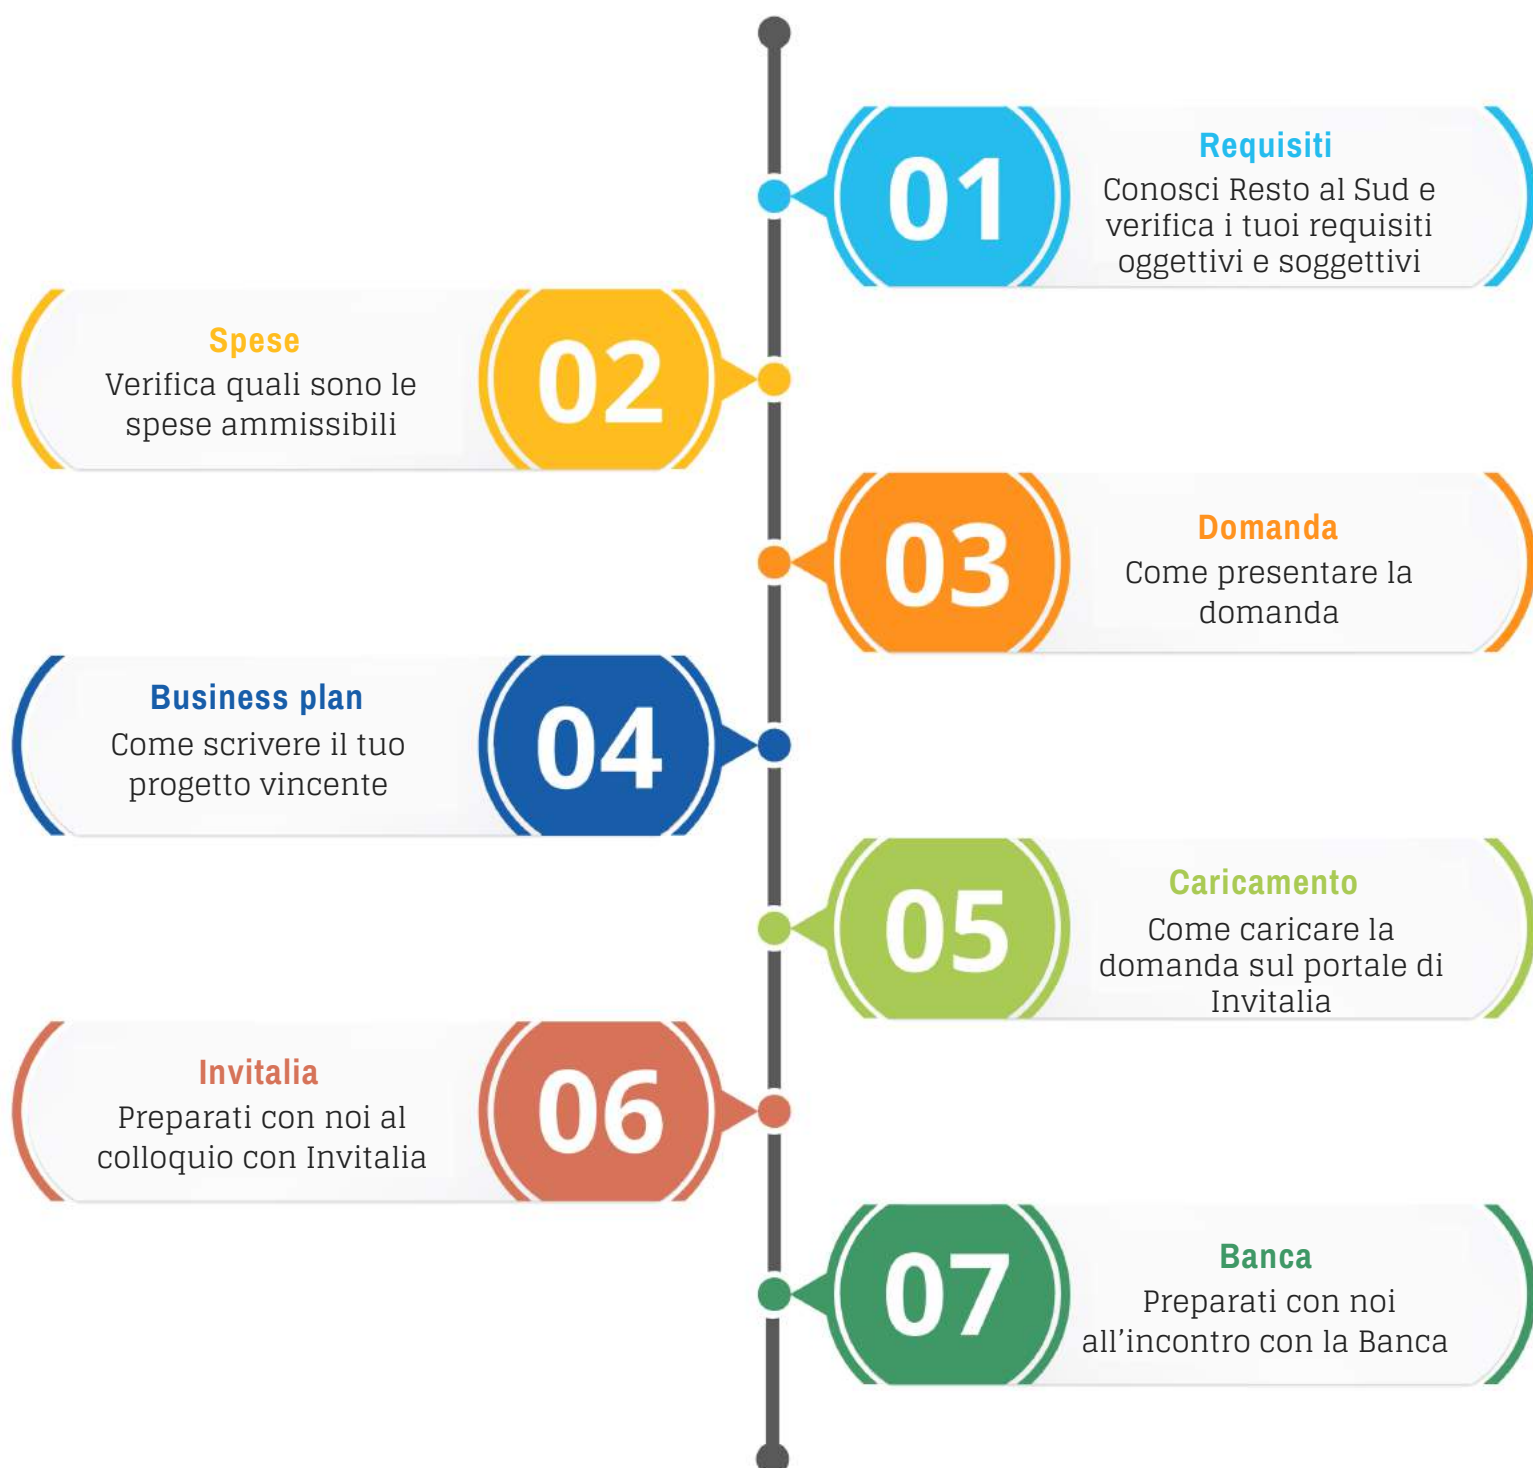 01
Requisiti
Conosci Resto al Sud e
verifica i tuoi requisiti
oggettivi e soggettivi
Spese
Verifica quali sono le
spese ammissibili
02
03
Domanda
Come presentare la
domanda
Business plan
Come scrivere il tuo
progetto vincente
04
05
Caricamento
Come caricare la
domanda sul portale di
Invitalia
Invitalia
Preparati con noi al
colloquio con Invitalia
06
07
Banca
Preparati con noi
all'incontro con la Banca